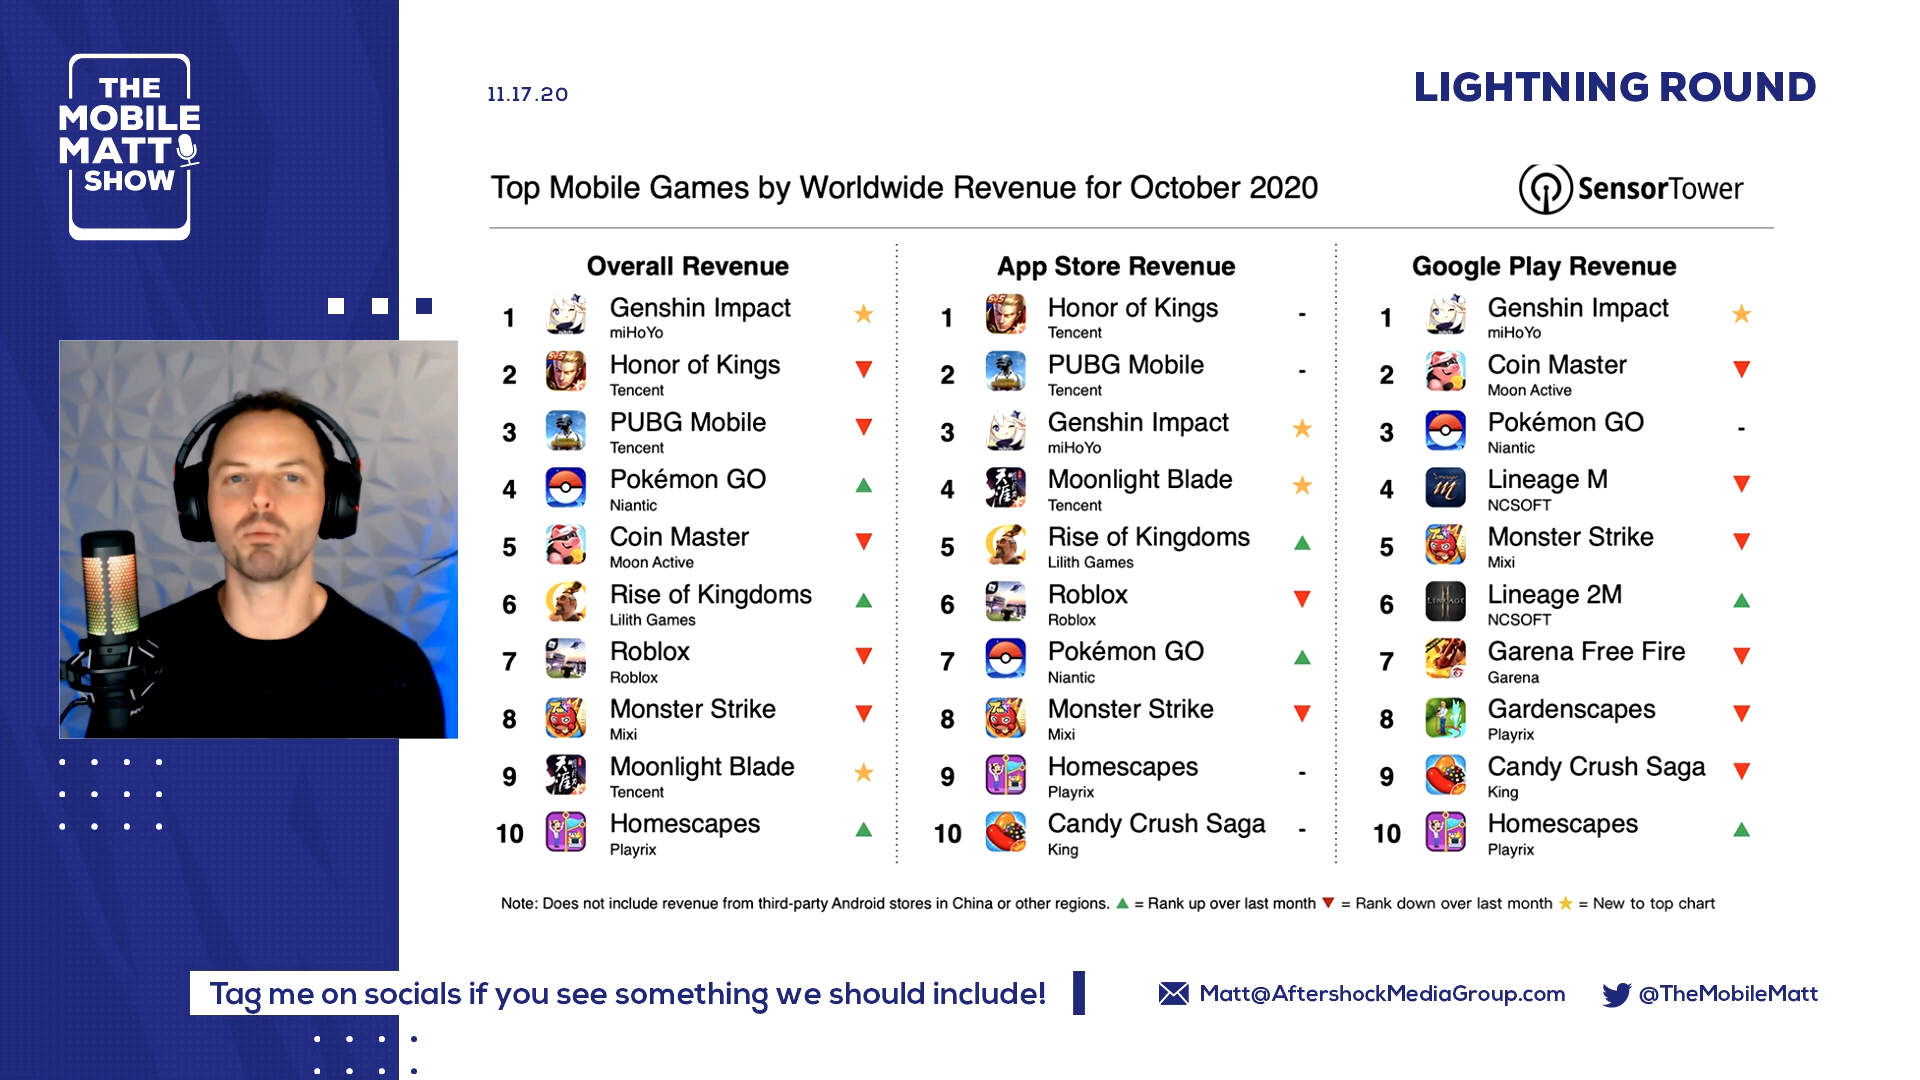 THE
MOBILE
MATT
SHOW
11.17.20
LIGHTNING ROUND
Top Mobile Games by Worldwide Revenue for October 2020
SensorTower
Overall Revenue
1
Genshin Impact
miHoYo
2
Honor of Kings
Tencent
3
PUBG Mobile
Tencent
4
Pokémon GO
Niantic
5
Coin Master
Moon Active
6
Rise of Kingdoms
Lilith Games
7
Roblox
Roblox
8
Monster Strike
Mixi
9
Moonlight Blade
Tencent
10
Homescapes
Playrix
App Store Revenue
1
Honor of Kings
Tencent
-
2
PUBG Mobile
Tencent
-
3
Genshin Impact
miHoYo
4
Moonlight Blade
Tencent
5
Rise of Kingdoms
Lilith Games
6
Roblox
Roblox
7
Pokémon GO
Niantic
8
Monster Strike
Mixi
9
Homescapes
Playrix
-
10
Candy Crush Saga
King
-
Google Play Revenue
1
Genshin Impact
miHoYo
2
Coin Master
Moon Active
3
Pokémon GO
Niantic
-
4
Lineage M
NCSOFT
5
Monster Strike
Mixi
6
Lineage 2M
NCSOFT
7
Garena Free Fire
Garena
8
Gardenscapes
Playrix
9
Candy Crush Saga
King
10
Homescapes
Playrix
Note: Does not include revenue from third-party Android stores in China or other regions. ▲ = Rank up over last month ▼ = Rank down over last month ★ = New to top chart
Tag me on socials if you see something we should include!
Matt@AftershockMediaGroup.com
@TheMobileMatt